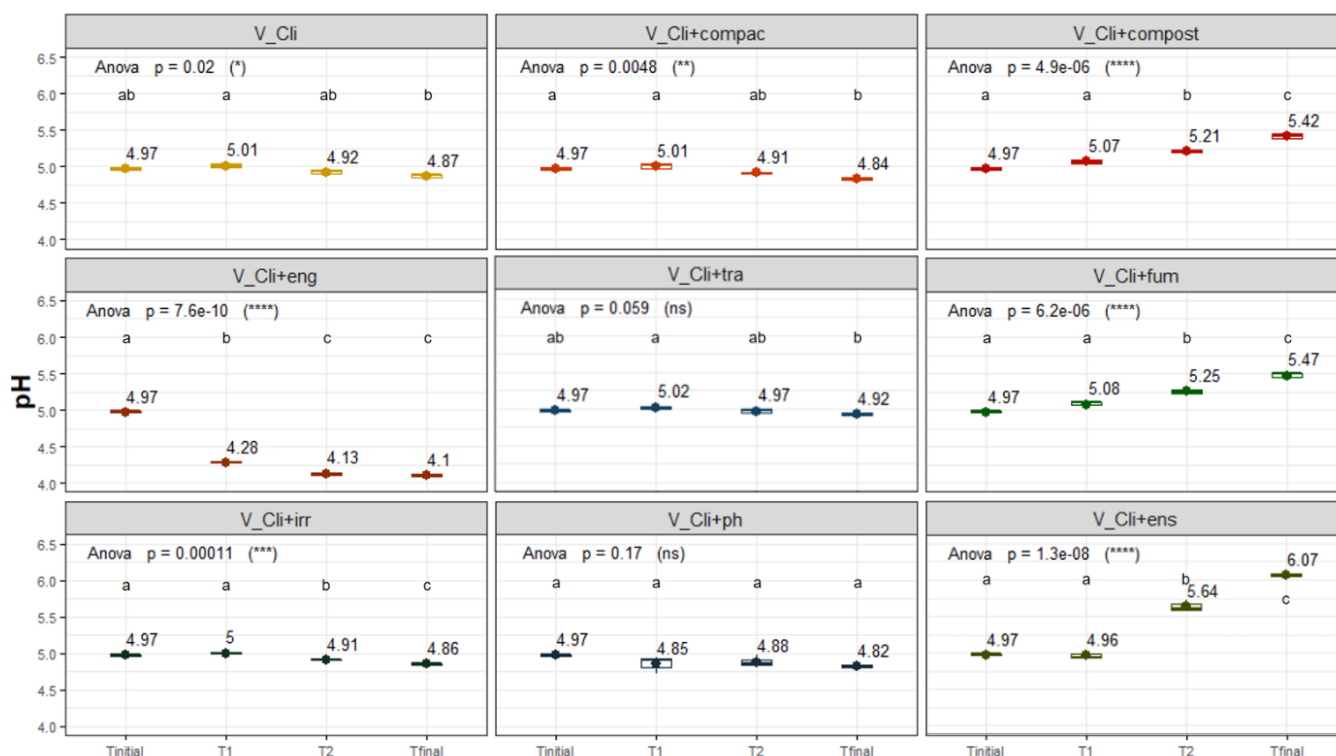 V_Cli
V_Cli+compac
V_Cli+compost
6.5
6.0
5.5
5.0
4.5
4.0
Anova p = 0.02 (*)
ab a ab b
4.97 5.01 4.92 4.87
Anova p = 0.0048 (**)
a a ab b
4.97 5.01 4.91 4.84
Anova p = 4.9e-06 (****)
a a b c
4.97 5.07 5.21 5.42
V_Cli+eng
V_Cli+tra
V_Cli+fum
pH
6.5
6.0
5.5
5.0
4.5
4.0
Anova p = 7.6e-10 (****)
a b c c
4.97 4.28 4.13 4.1
Anova p = 0.059 (ns)
ab a ab b
4.97 5.02 4.97 4.92
Anova p = 6.2e-06 (****)
a a b c
4.97 5.08 5.25 5.47
V_Cli+irr
V_Cli+ph
V_Cli+ens
6.5
6.0
5.5
5.0
4.5
4.0
Anova p = 0.00011 (***)
a a b c
4.97 5 4.91 4.86
Anova p = 0.17 (ns)
a a a a
4.97 4.85 4.88 4.82
Anova p = 1.3e-08 (****)
a a b c
4.97 4.96 5.64 6.07
Tinitial T1 T2 Tfinal
Tinitial T1 T2 Tfinal
Tinitial T1 T2 Tfinal